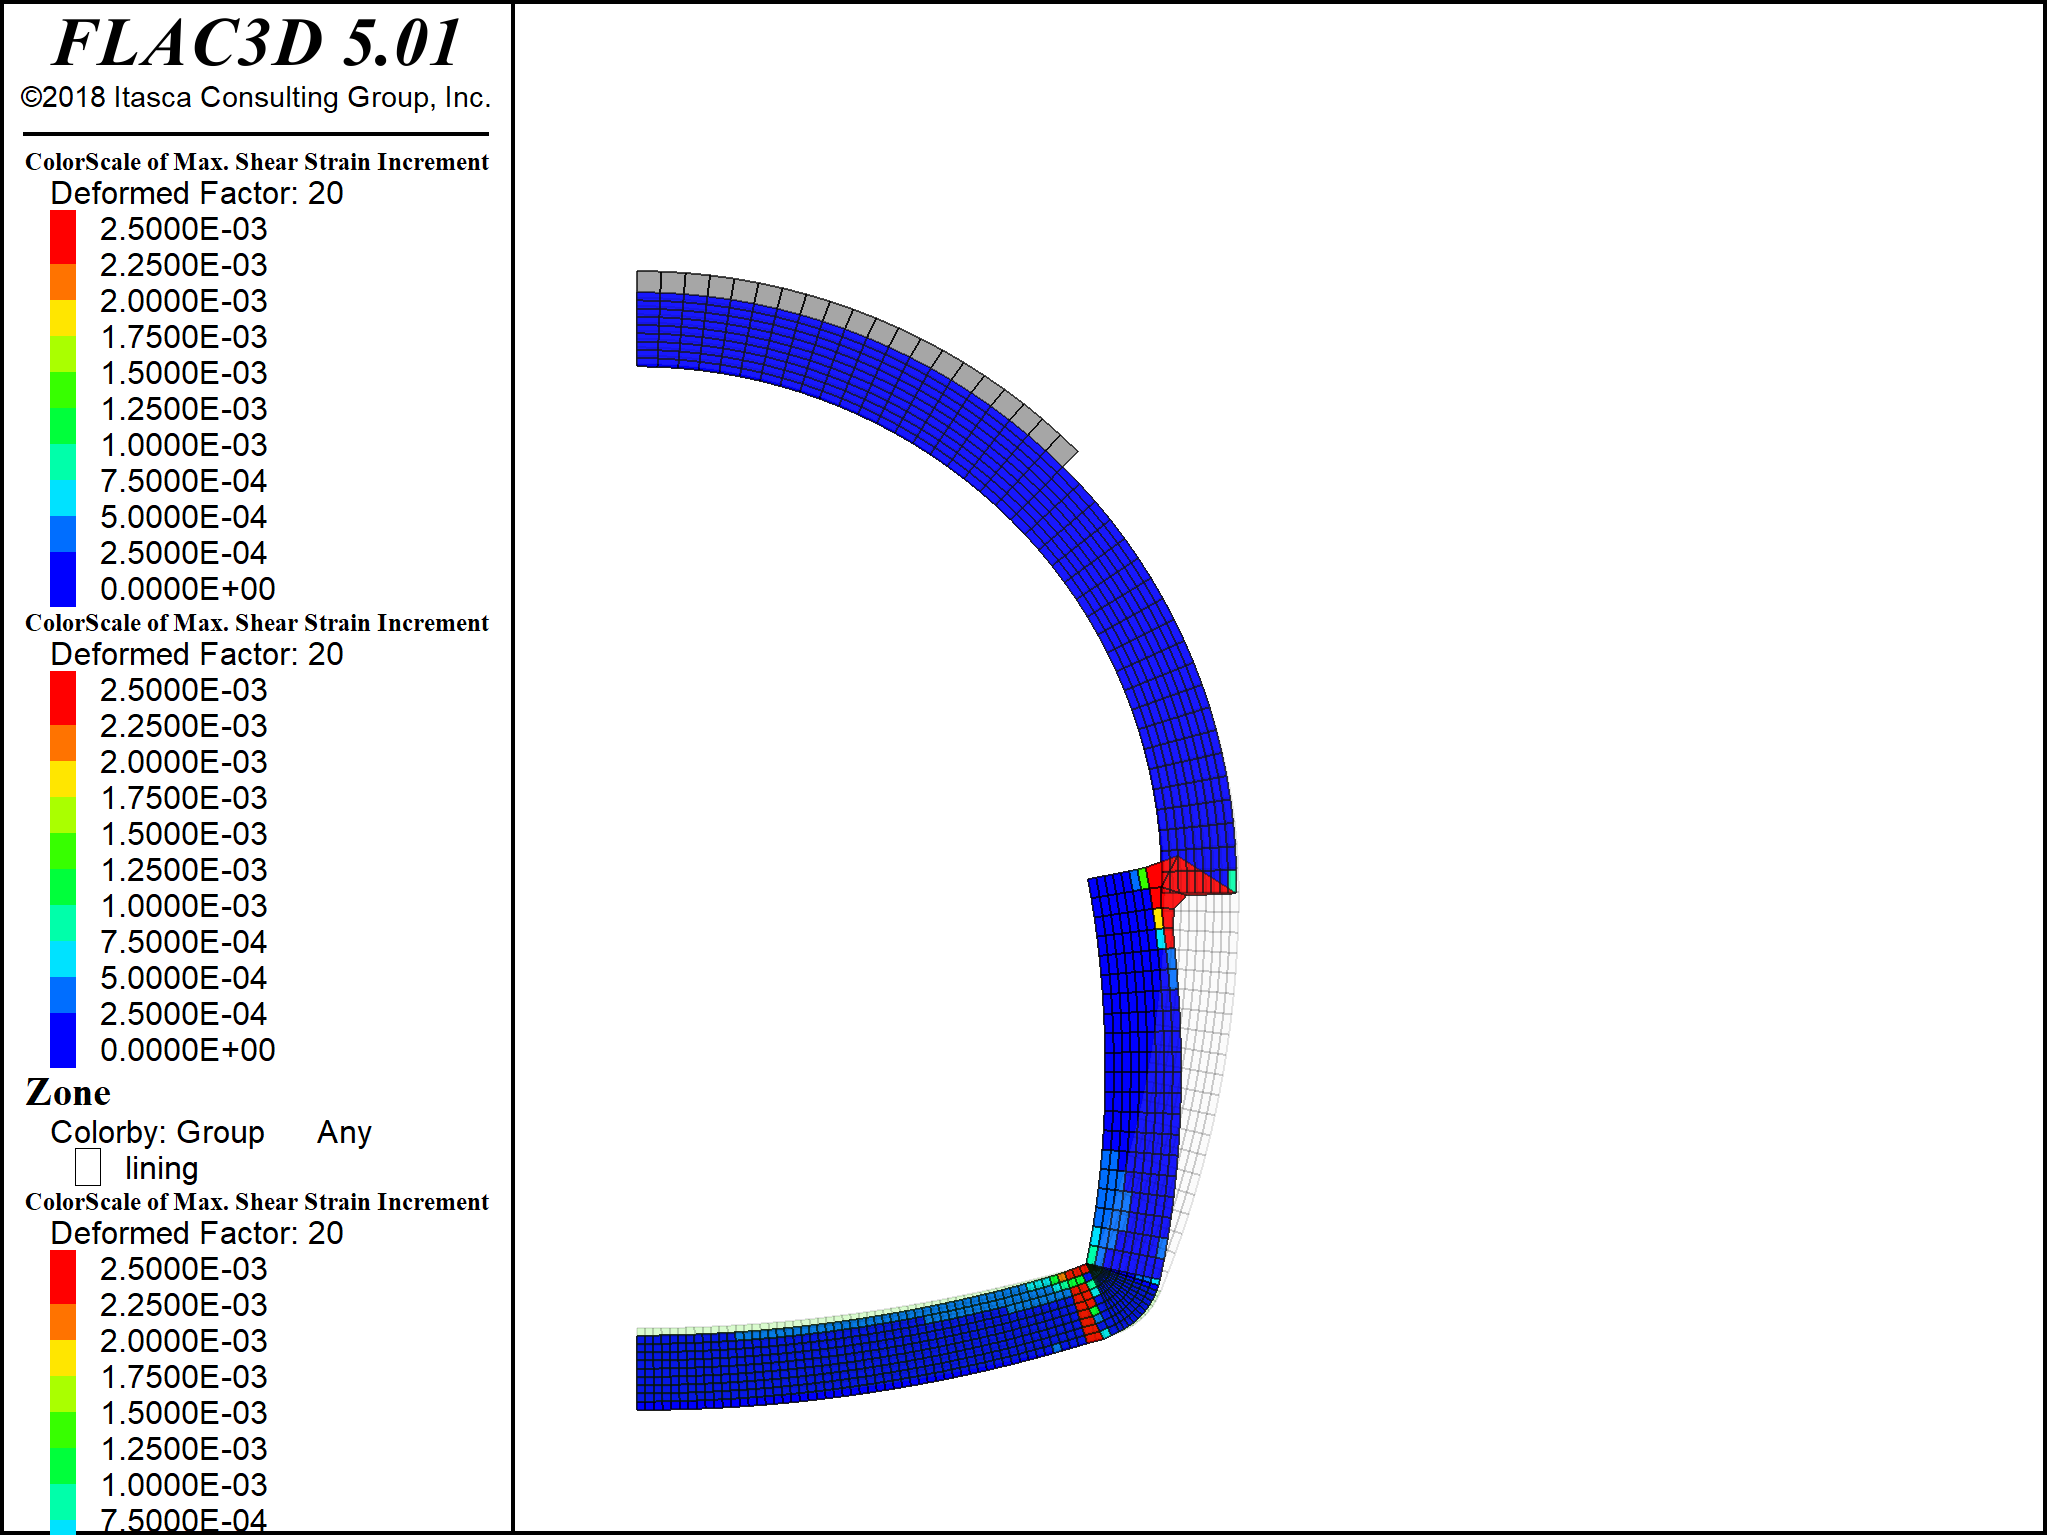 FLAC3D 5.01
©2018 Itasca Consulting Group, Inc.
ColorScale of Max. Shear Strain Increment
Deformed Factor: 20
2.5000E-03
2.2500E-03
2.0000E-03
1.7500E-03
1.5000E-03
1.2500E-03
1.0000E-03
7.5000E-04
5.0000E-04
2.5000E-04
0.0000E+00
ColorScale of Max. Shear Strain Increment
Deformed Factor: 20
2.5000E-03
2.2500E-03
2.0000E-03
1.7500E-03
1.5000E-03
1.2500E-03
1.0000E-03
7.5000E-04
5.0000E-04
2.5000E-04
0.0000E+00
Zone
Colorby: Group Any
lining
ColorScale of Max. Shear Strain Increment
Deformed Factor: 20
2.5000E-03
2.2500E-03
2.0000E-03
1.7500E-03
1.5000E-03
1.2500E-03
1.0000E-03
7.5000E-04